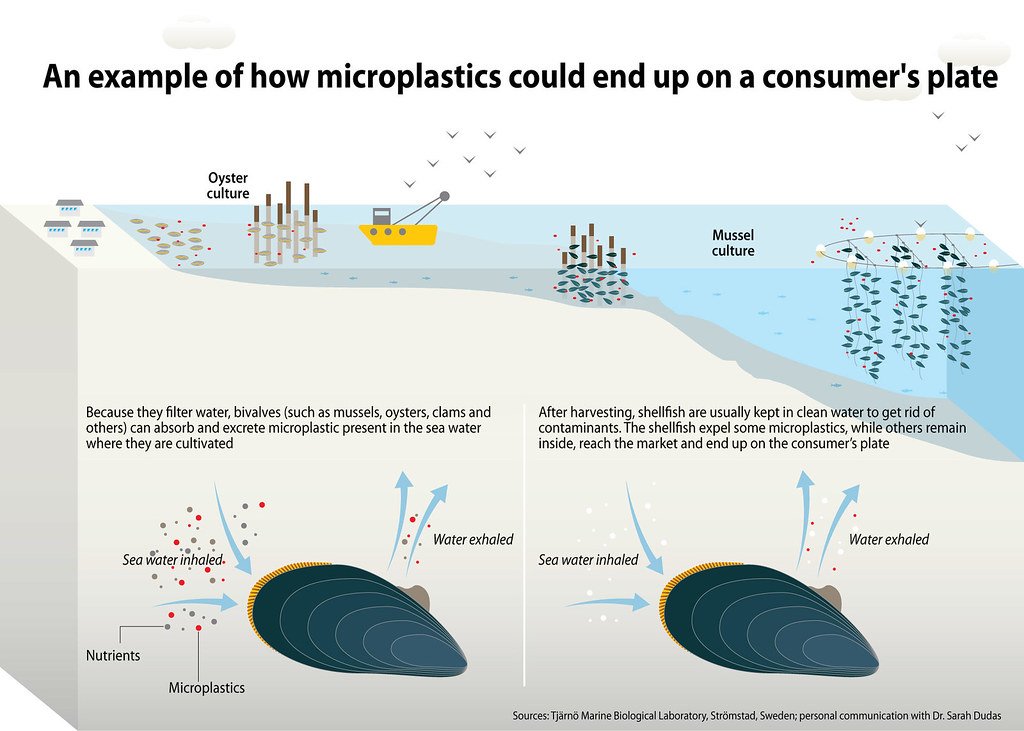 An example of how microplastics could end up on a consumer's plate
Oyster
culture
Mussel
culture
Because they filter water, bivalves (such as mussels, oysters, clams and
others) can absorb and excrete microplastic present in the sea water
where they are cultivated
After harvesting, shellfish are usually kept in clean water to get rid of
contaminants. The shellfish expel some microplastics, while others remain
inside, reach the market and end up on the consumer’s plate
Sea water inhaled
Water exhaled
Nutrients
Microplastics
Sea water inhaled
Water exhaled
Sources: Tjärnö Marine Biological Laboratory, Strömstad, Sweden; personal communication with Dr. Sarah Dudas